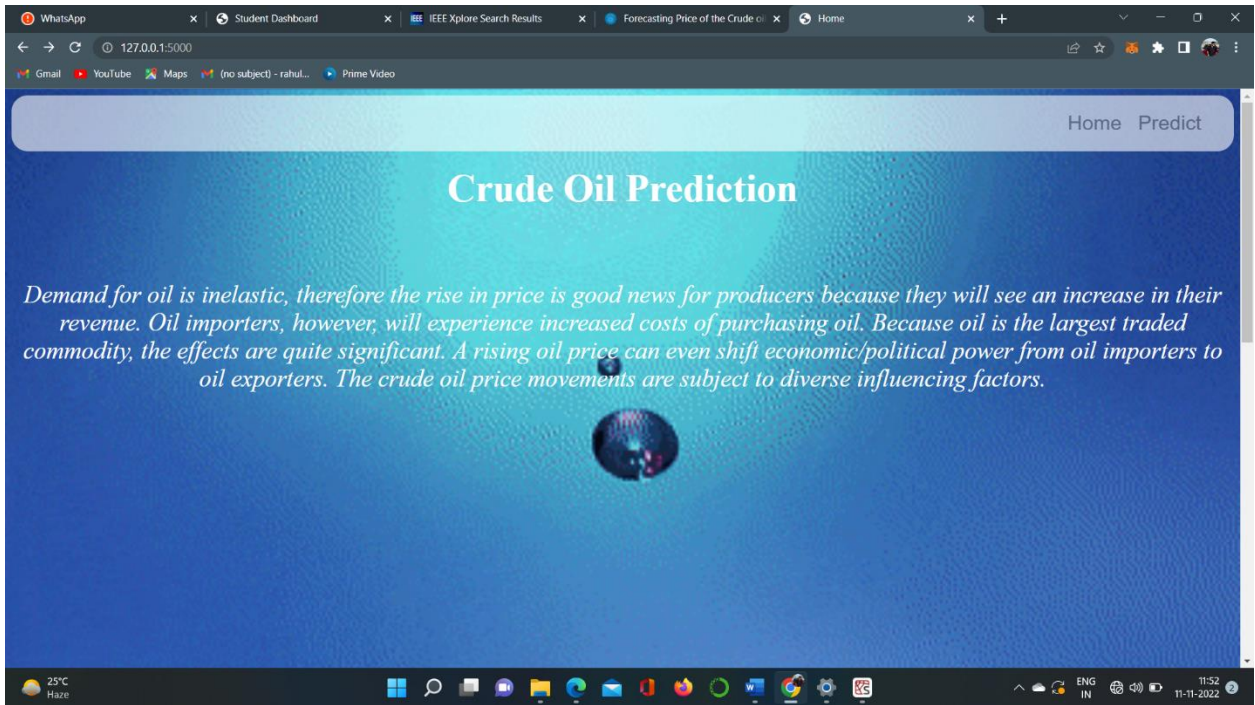 WhatsApp
Student Dashboard
IEEE IEEE Xplore Search Results
Forecasting Price of the Crude oi
Home
127.0.0.1:5000
Gmail
YouTube
Maps
(no subject) - rahul...
Prime Video
Home Predict
Crude Oil Prediction
Demand for oil is inelastic, therefore the rise in price is good news for producers because they will see an increase in their
revenue. Oil importers, however, will experience increased costs of purchasing oil. Because oil is the largest traded
commodity, the effects are quite significant. A rising oil price can even shift economic/political power from oil importers to
oil exporters. The crude oil price movements are subject to diverse influencing factors.
25°C
Haze
ENG
IN
11:52
11-11-2022
2